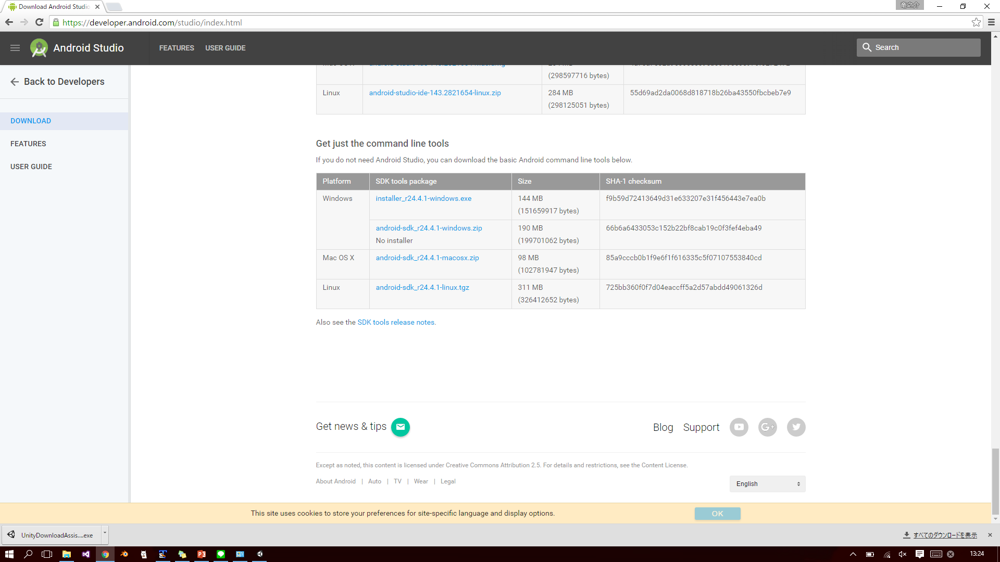 Download Android Studio
竜之介
https://developer.android.com/studio/index.html
Android Studio
FEATURES
USER GUIDE
Search
Back to Developers
DOWNLOAD
FEATURES
USER GUIDE
(298597716 bytes)
Linux android-studio-ide-143.2821654-linux.zip 284 MB 55d69ad2da0068d818718b26ba43550fbcbeb7e9
(298125051 bytes)
Get just the command line tools
If you do not need Android Studio, you can download the basic Android command line tools below.
Platform SDK tools package Size SHA-1 checksum
Windows installer_r24.4.1-windows.exe 144 MB f9b59d72413649d31e633207e31f456443e7ea0b
(151659917 bytes)
android-sdk_r24.4.1-windows.zip 190 MB 66b6a6433053c152b22bf8cab19c0f3fef4eba49
No installer (199701062 bytes)
Mac OS X android-sdk_r24.4.1-macosx.zip 98 MB 85a9cccb0b1f9e6f1f616335c5f07107553840cd
(102781947 bytes)
Linux android-sdk_r24.4.1-linux.tgz 311 MB 725bb360f0f7d04eaccff5a2d57abdd49061326d
(326412652 bytes)
Also see the SDK tools release notes.
Get news & tips
Blog Support
Except as noted, this content is licensed under Creative Commons Attribution 2.5. For details and restrictions, see the Content License.
About Android | Auto | TV | Wear | Legal
English
This site uses cookies to store your preferences for site-specific language and display options.
OK
UnityDownloadAssis....exe
すべてのダウンロードを表示
13:24